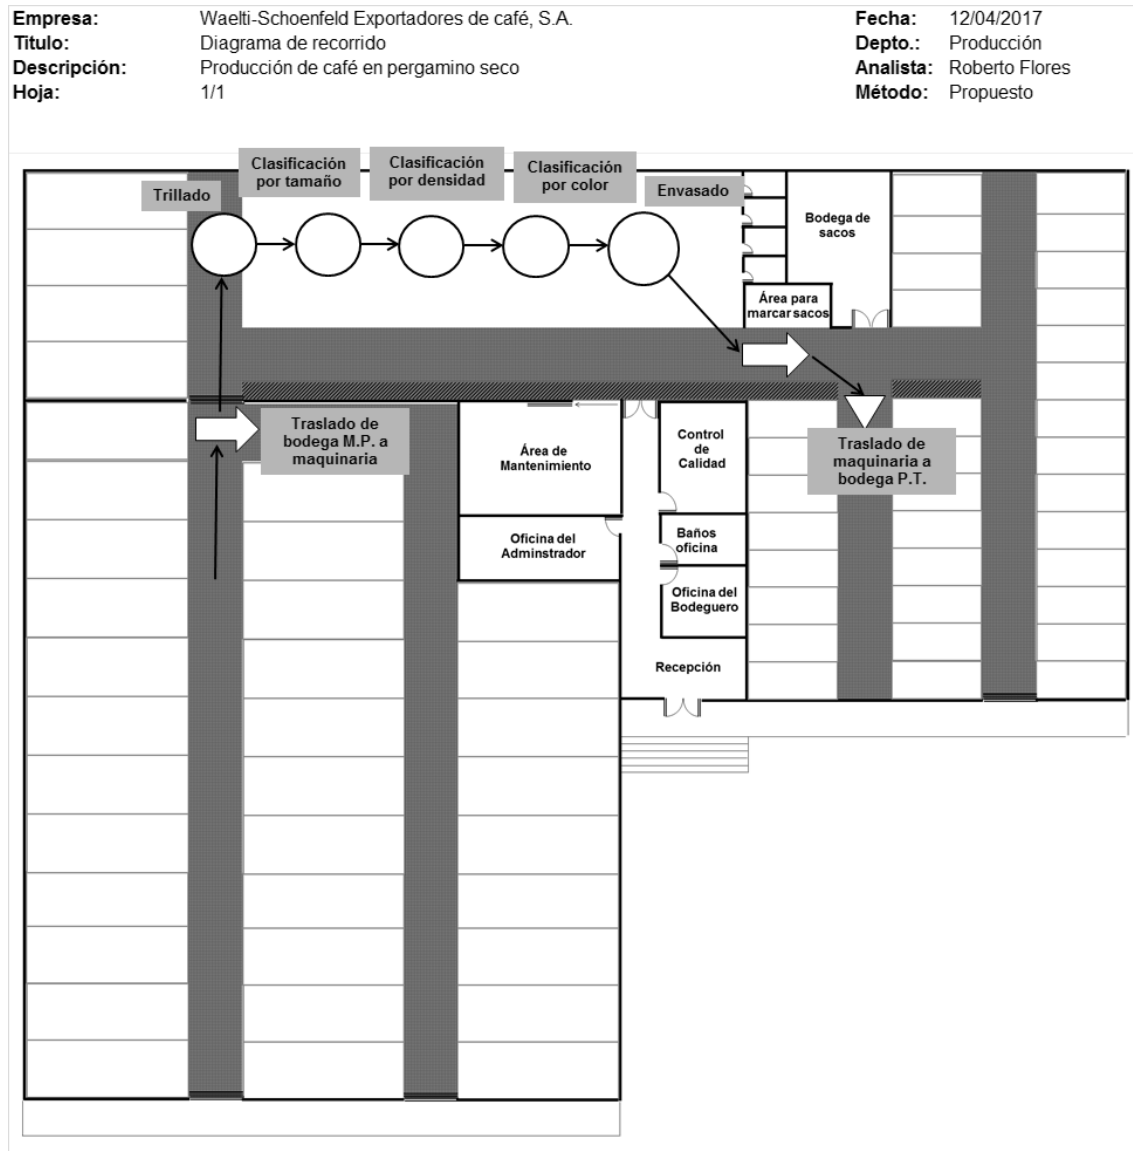 Empresa: Waelti-Schoenfeld Exportadores de café, S.A. Fecha: 12/04/2017
Titulo: Diagrama de recorrido Depto.: Producción
Descripción: Producción de café en pergamino seco Analista: Roberto Flores
Hoja: 1/1 Método: Propuesto
Trillado
Clasificación
por tamaño
Clasificación
por densidad
Clasificación
por color
Envasado
Bodega de
sacos
Área para
marcar sacos
Traslado de
bodega M.P. a
maquinaria
Área de
Mantenimiento
Control
de
Calidad
Traslado de
maquinaria a
bodega P.T.
Oficina del
Adminstrador
Baños
oficina
Oficina del
Bodeguero
Recepción